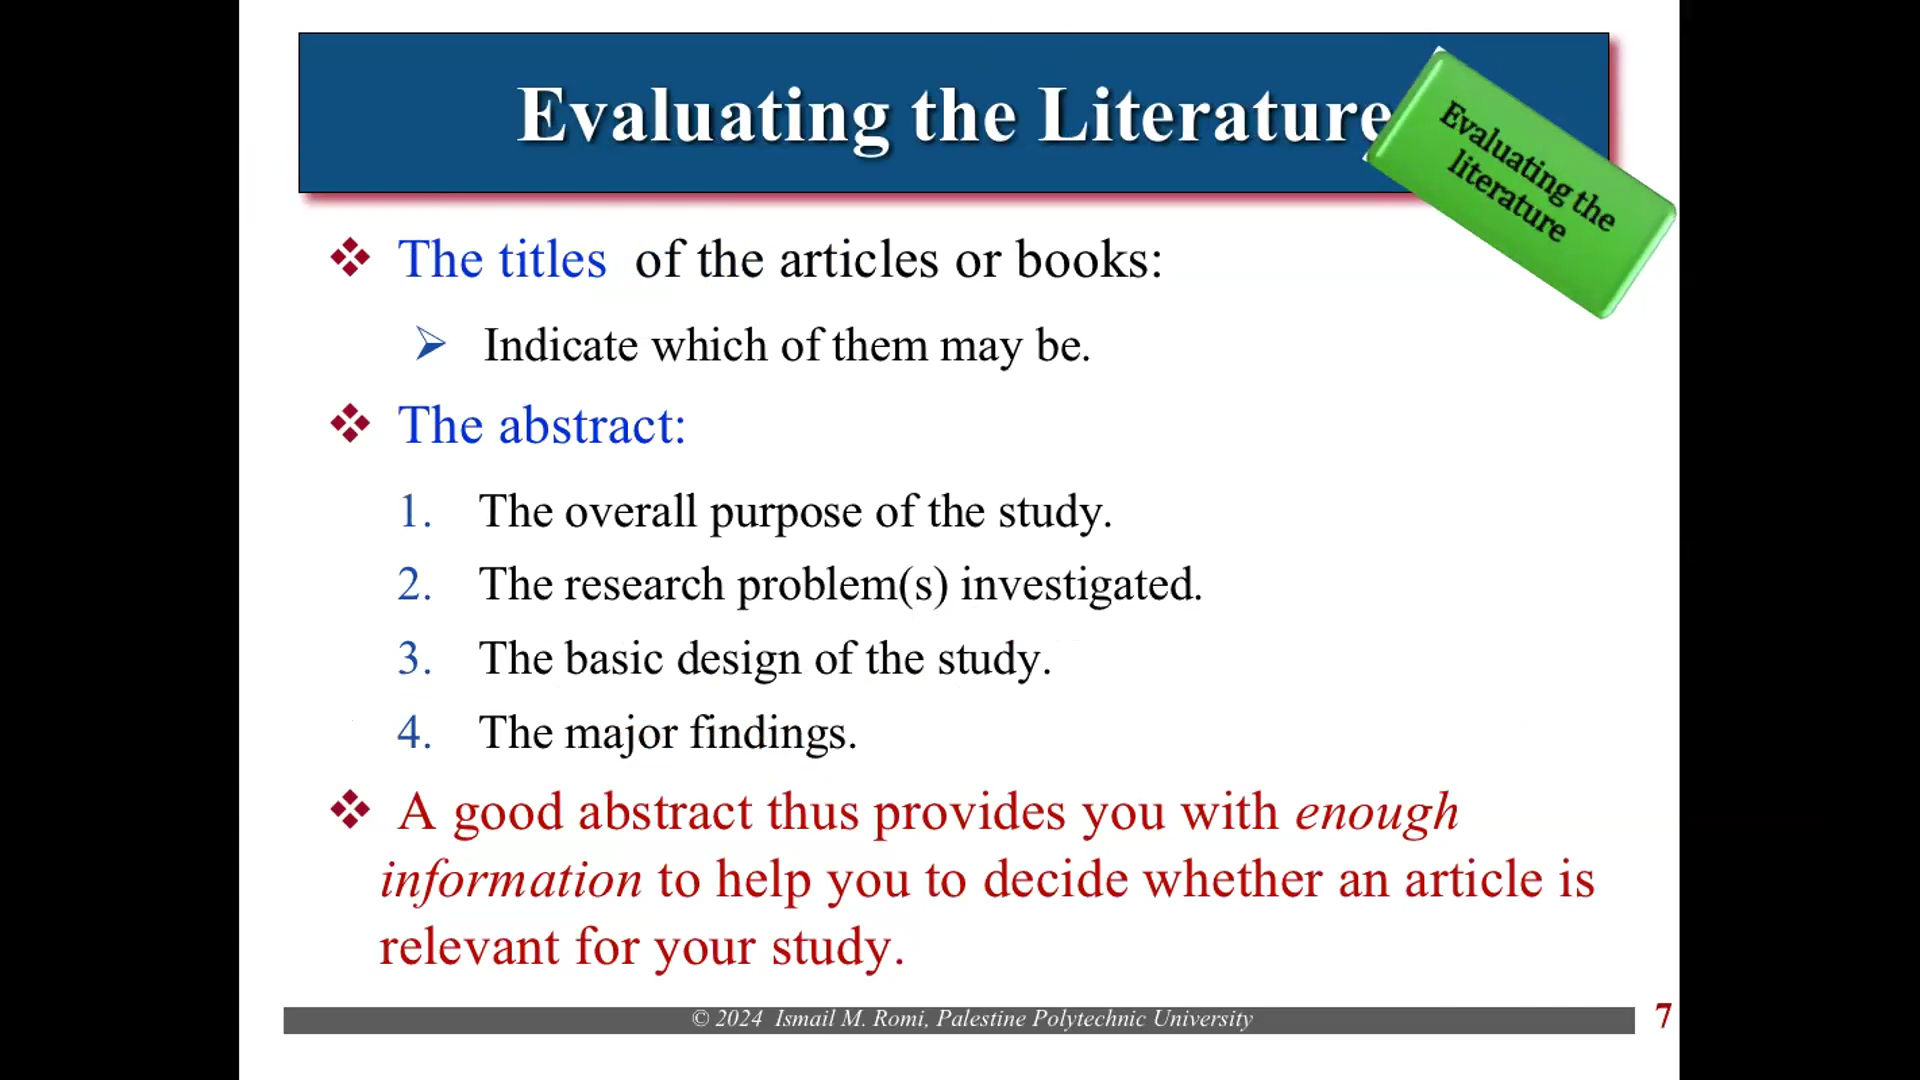 Evaluating the Literature
Evaluating the
literature
The titles of the articles or books:
Indicate which of them may be.
The abstract:
1. The overall purpose of the study.
2. The research problem(s) investigated.
3. The basic design of the study.
4. The major findings.
A good abstract thus provides you with enough
information to help you to decide whether an article is
relevant for your study.
© 2024 Ismail M. Romi, Palestine Polytechnic University
7